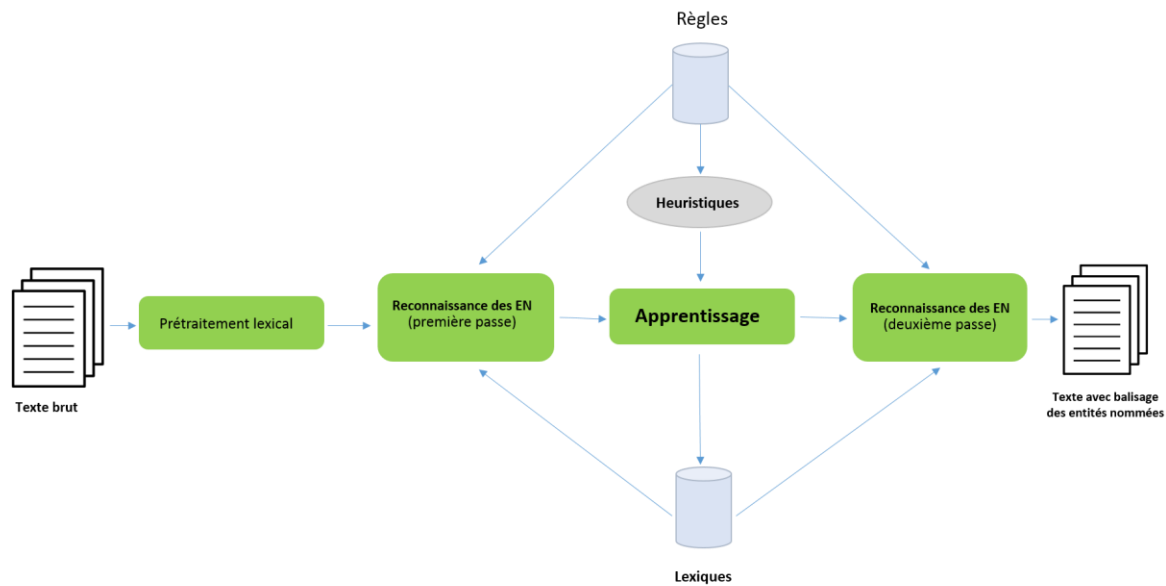 Règles
Heuristiques
Prétraitement lexical
Reconnaissance des EN
(première passe)
Apprentissage
Reconnaissance des EN
(deuxième passe)
Texte brut
Texte avec balisage
des entités nommées
Lexiques